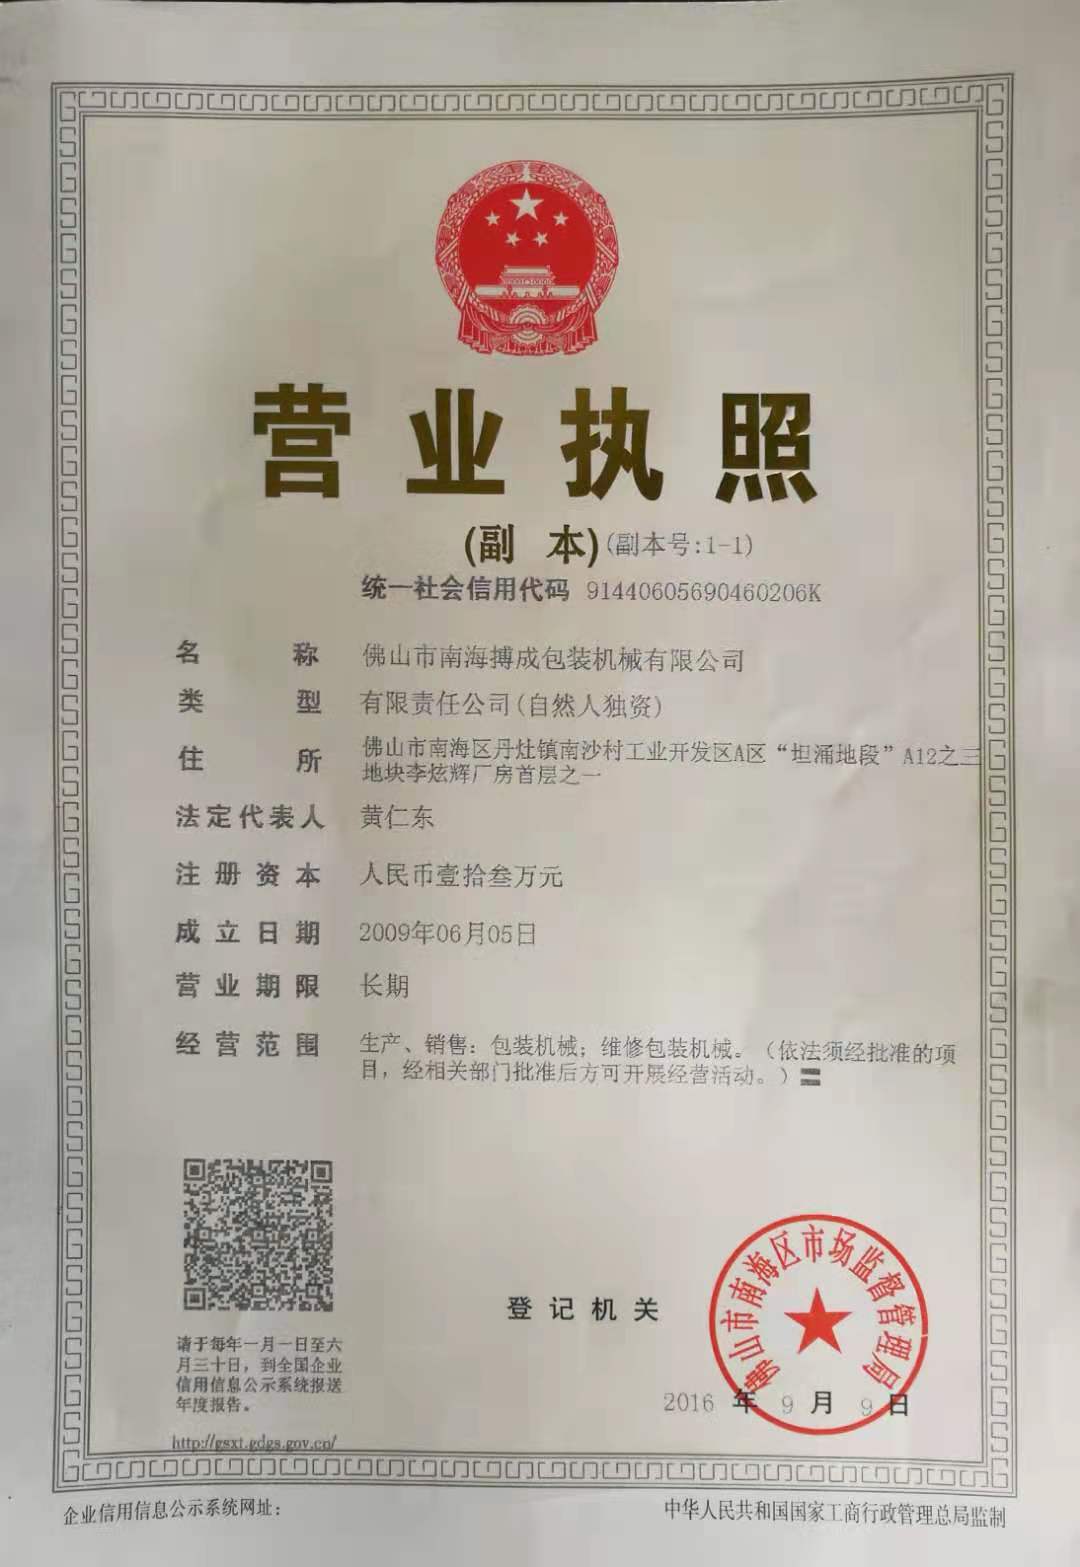 营业执照
(副 本)(副本号:1-1)
统一社会信用代码 91440605690460206K
名称 佛山市南海搏成包装机械有限公司
类型 有限责任公司(自然人独资)
住所 佛山市南海区丹灶镇南沙村工业开发区A区“坦涌地段”A12之三
地块李炫辉厂房首层之一
法定代表人 黄仁东
注册资本 人民币壹拾叁万元
成立日期 2009年06月05日
营业期限 长期
经营范围 生产、销售：包装机械；维修包装机械。（依法须经批准的项
目，经相关部门批准后方可开展经营活动。）
登记机关
佛山市南海区市场监督管理局
2016 年 9 月 9 日
请于每年一月一日至六
月三十日，到全国企业
信用信息公示系统报送
年度报告。
http://gsxt.gdgs.gov.cn/
企业信用信息公示系统网址：
中华人民共和国国家工商行政管理总局监制